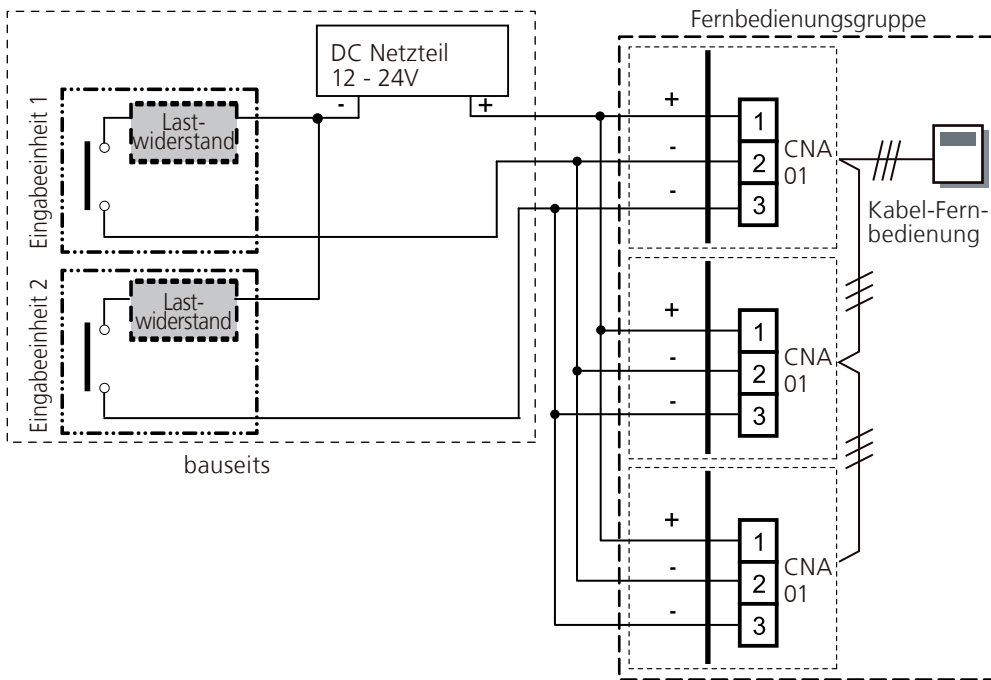 Fernbedienungsgruppe
DC Netzteil
12 - 24V
-
+
Eingabeeinheit 1
Last-
widerstand
Eingabeeinheit 2
Last-
widerstand
bauseits
+
-
-
1
2
3
CNA
01
Kabel-Fern-
bedienung
+
-
-
1
2
3
CNA
01
+
-
-
1
2
3
CNA
01